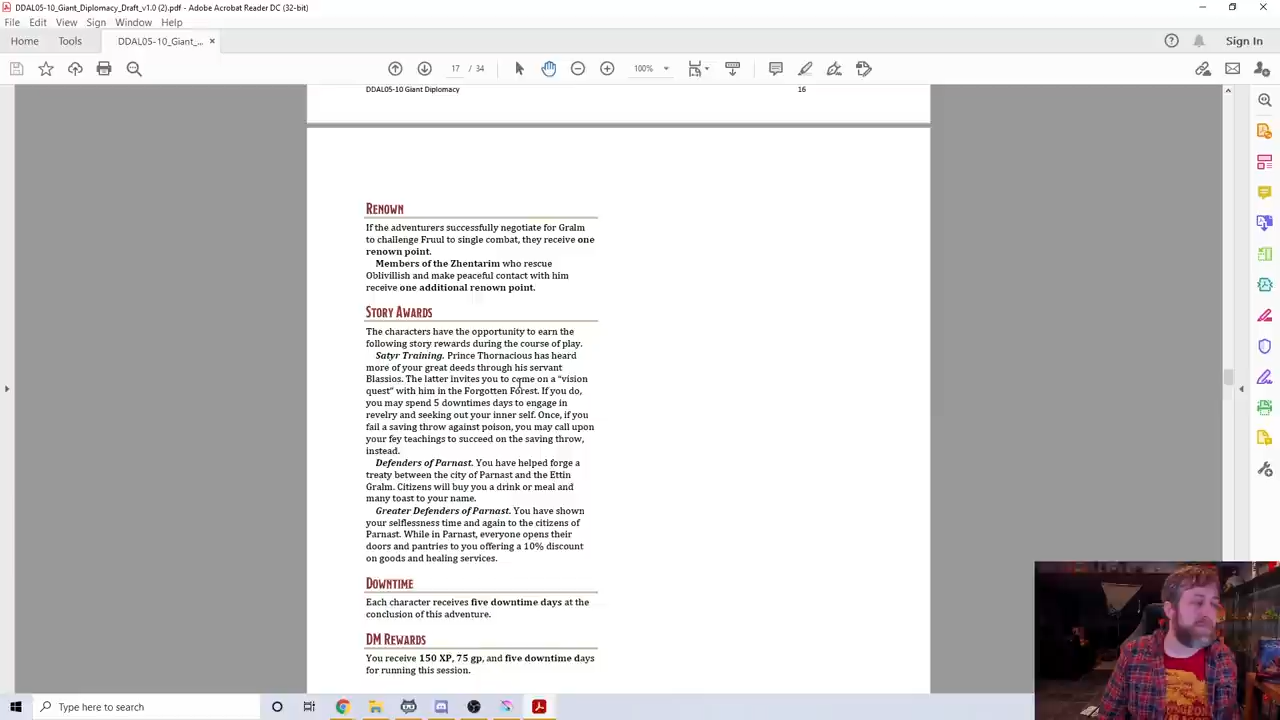 DDAL05-10_Giant_Diplomacy_Draft_v1.0 (2).pdf - Adobe Acrobat Reader DC (32-bit)
File Edit View Sign Window Help
Home Tools DDAL05-10_Giant_... × Sign In
17 / 34 100%
DDAL05-10 Giant Diplomacy 16
RENOWN
If the adventurers successfully negotiate for Gralm
to challenge Fruul to single combat, they receive one
renown point.
Members of the Zhentarim who rescue
Oblivillish and make peaceful contact with him
receive one additional renown point.
STORY AWARDS
The characters have the opportunity to earn the
following story rewards during the course of play.
Satyr Training. Prince Thornacious has heard
more of your great deeds through his servant
Blassios. The latter invites you to come on a "vision
quest" with him in the Forgotten Forest. If you do,
you may spend 5 downtimes days to engage in
revelry and seeking out your inner self. Once, if you
fail a saving throw against poison, you may call upon
your fey teachings to succeed on the saving throw,
instead.
Defenders of Parnast. You have helped forge a
treaty between the city of Parnast and the Ettin
Gralm. Citizens will buy you a drink or meal and
many toast to your name.
Greater Defenders of Parnast. You have shown
your selflessness time and again to the citizens of
Parnast. While in Parnast, everyone opens their
doors and pantries to you offering a 10% discount
on goods and healing services.
DOWNTIME
Each character receives five downtime days at the
conclusion of this adventure.
DM REWARDS
You receive 150 XP, 75 gp, and five downtime days
for running this session.
Type here to search